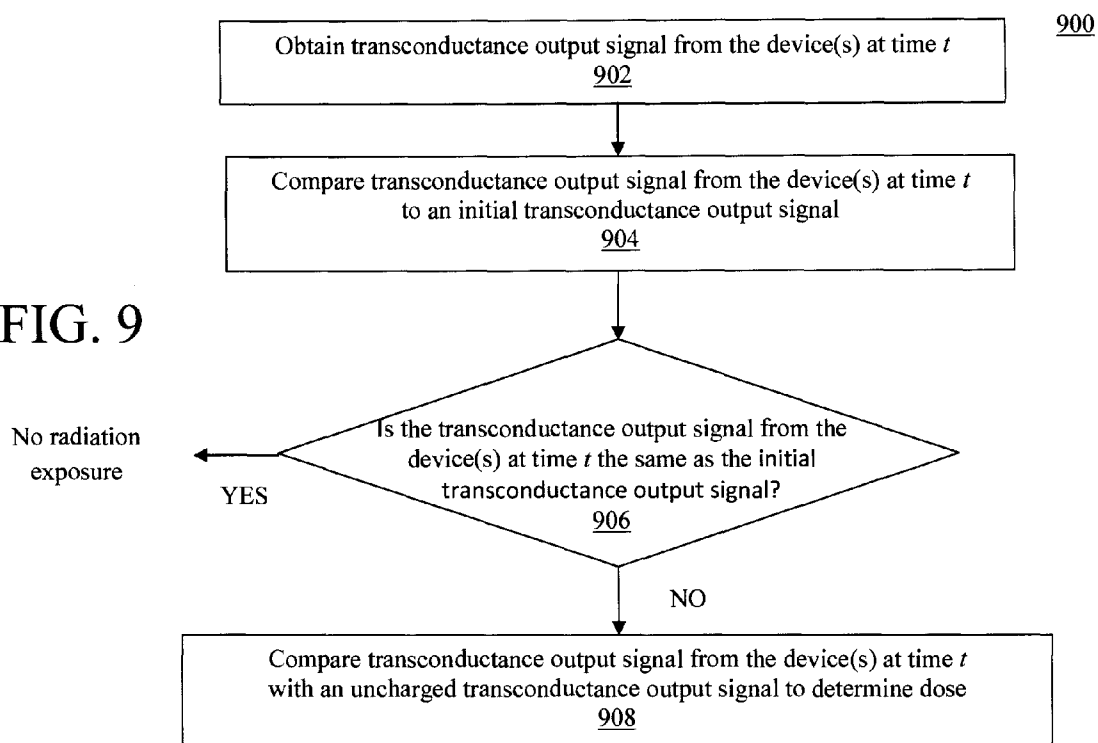 900
Obtain transconductance output signal from the device(s) at time t
902
Compare transconductance output signal from the device(s) at time t
to an initial transconductance output signal
904
FIG. 9
Is the transconductance output signal from the
device(s) at time t the same as the initial
transconductance output signal?
906
No radiation
exposure
YES
NO
Compare transconductance output signal from the device(s) at time t
with an uncharged transconductance output signal to determine dose
908